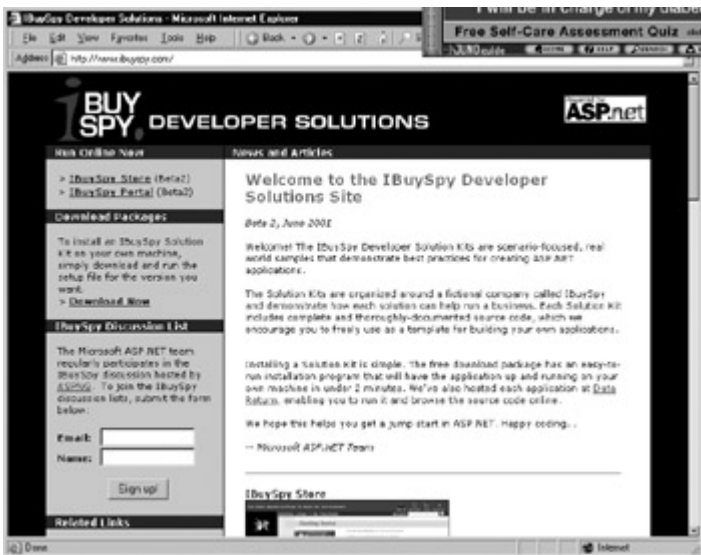 IBuySpy Developer Solutions - Microsoft Internet Explorer
I will be in charge of my diabe
Free Self-Care Assessment Quiz
File Edit View Favorites Tools Help
Back
JUNO guide HOME HELP
Address http://www.ibuyspy.com/
iBUY SPY. DEVELOPER SOLUTIONS
ASP.net
Run Online Now
> IBuySpy Store (Beta2)
> IBuySpy Portal (Beta2)
Download Packages
To install an IBuySpy Solution
Kit on your own machine,
simply download and run the
setup file for the version you
want.
> Download Now
IBuySpy Discussion List
The Microsoft ASP.NET team
regularly participates in the
IBuySpy discussion hosted by
ASPNG. To join the IBuySpy
discussion lists, submit the form
below:
Email:
Name:
Sign up!
Related Links
News and Articles
Welcome to the IBuySpy Developer
Solutions Site
Beta 2, June 2001
Welcome! The IBuySpy Developer Solution Kits are scenario-focused, real
world samples that demonstrate best practices for creating ASP.NET
applications.
The Solution Kits are organized around a fictional company called IBuySpy
and demonstrate how each solution can help run a business. Each Solution Kit
includes complete and thoroughly-documented source code, which we
encourage you to freely use as a template for building your own applications.
Installing a Solution Kit is simple. The free download package has an easy-to-
run installation program that will have the application up and running on your
own machine in under 2 minutes. We've also hosted each application at Data
Return, enabling you to run it and browse the source code online.
We hope this helps you get a jump start in ASP.NET. Happy coding...
-- Microsoft ASP.NET Team
IBuySpy Store
Done
Internet